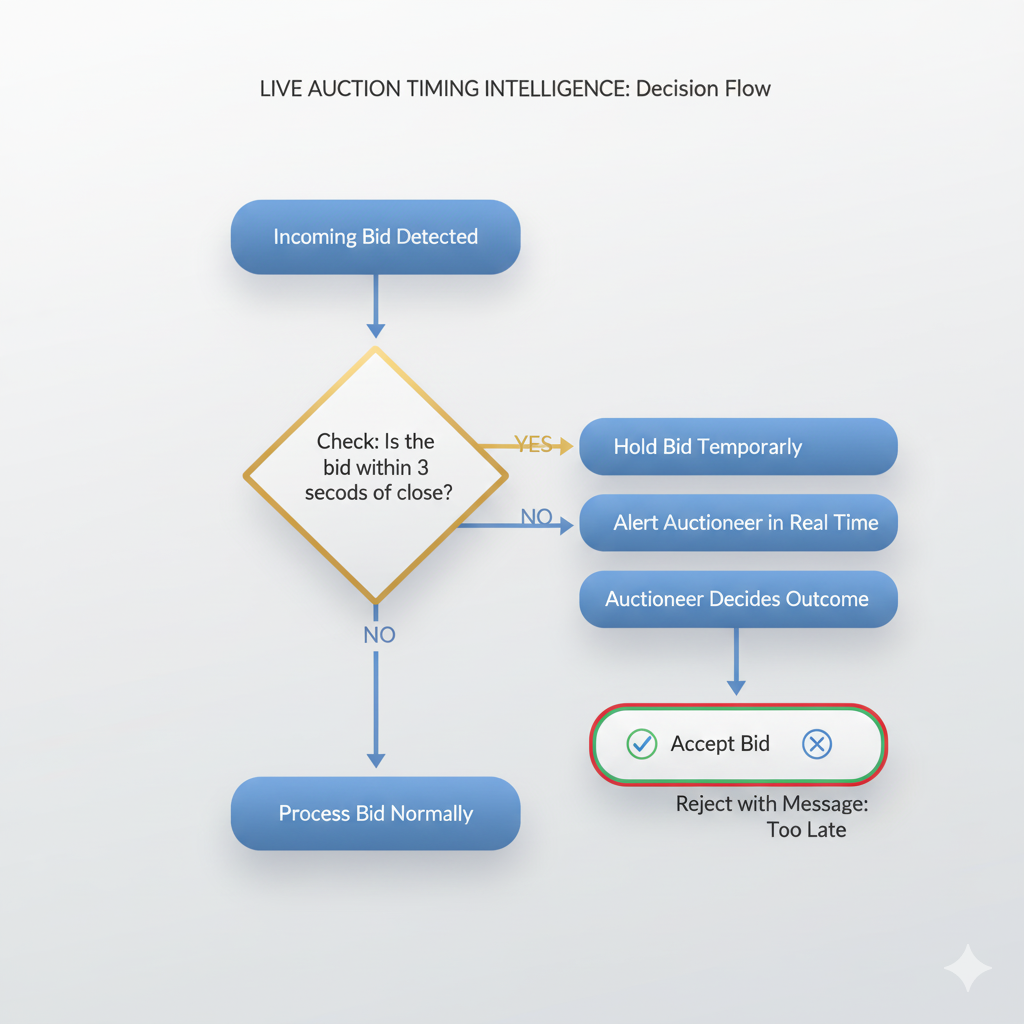 LIVE AUCTION TIMING INTELLIGENCE: Decision Flow
Incoming Bid Detected
Check: Is the
bid within 3
secods of close?
YES
Hold Bid Temporarly
NO
Alert Auctioneer in Real Time
Auctioneer Decides Outcome
NO
Accept Bid
Reject with Message:
Too Late
Process Bid Normally